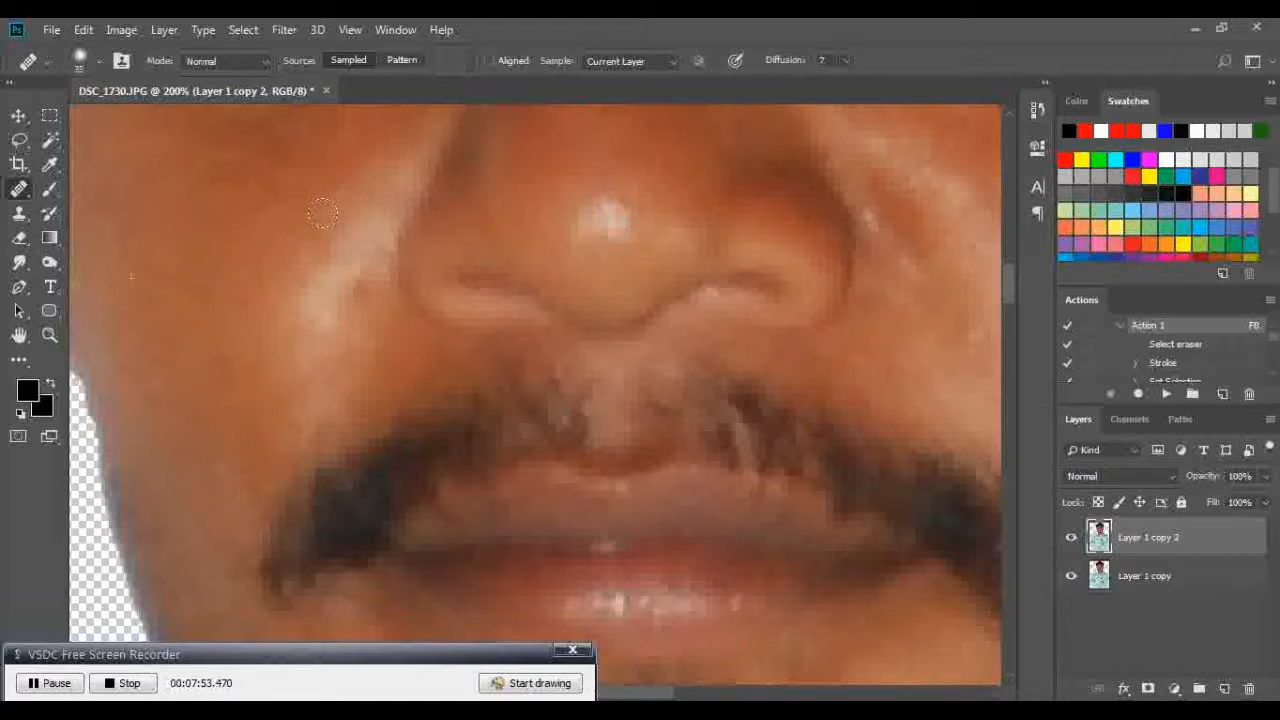 Ps File Edit Image Layer Type Select Filter 3D View Window Help
Mode: Normal Source: Sampled Pattern Aligned Sample: Current Layer Diffusion: 7
DSC_1730.JPG @ 200% (Layer 1 copy 2, RGB/8) *
Color Swatches
Actions
Action 1 F8
Select eraser
Stroke
Set Selection
Layers Channels Paths
Kind
Normal Opacity: 100%
Lock: Fill: 100%
Layer 1 copy 2
Layer 1 copy
VSDC Free Screen Recorder
Pause Stop 00:07:53.470 Start drawing